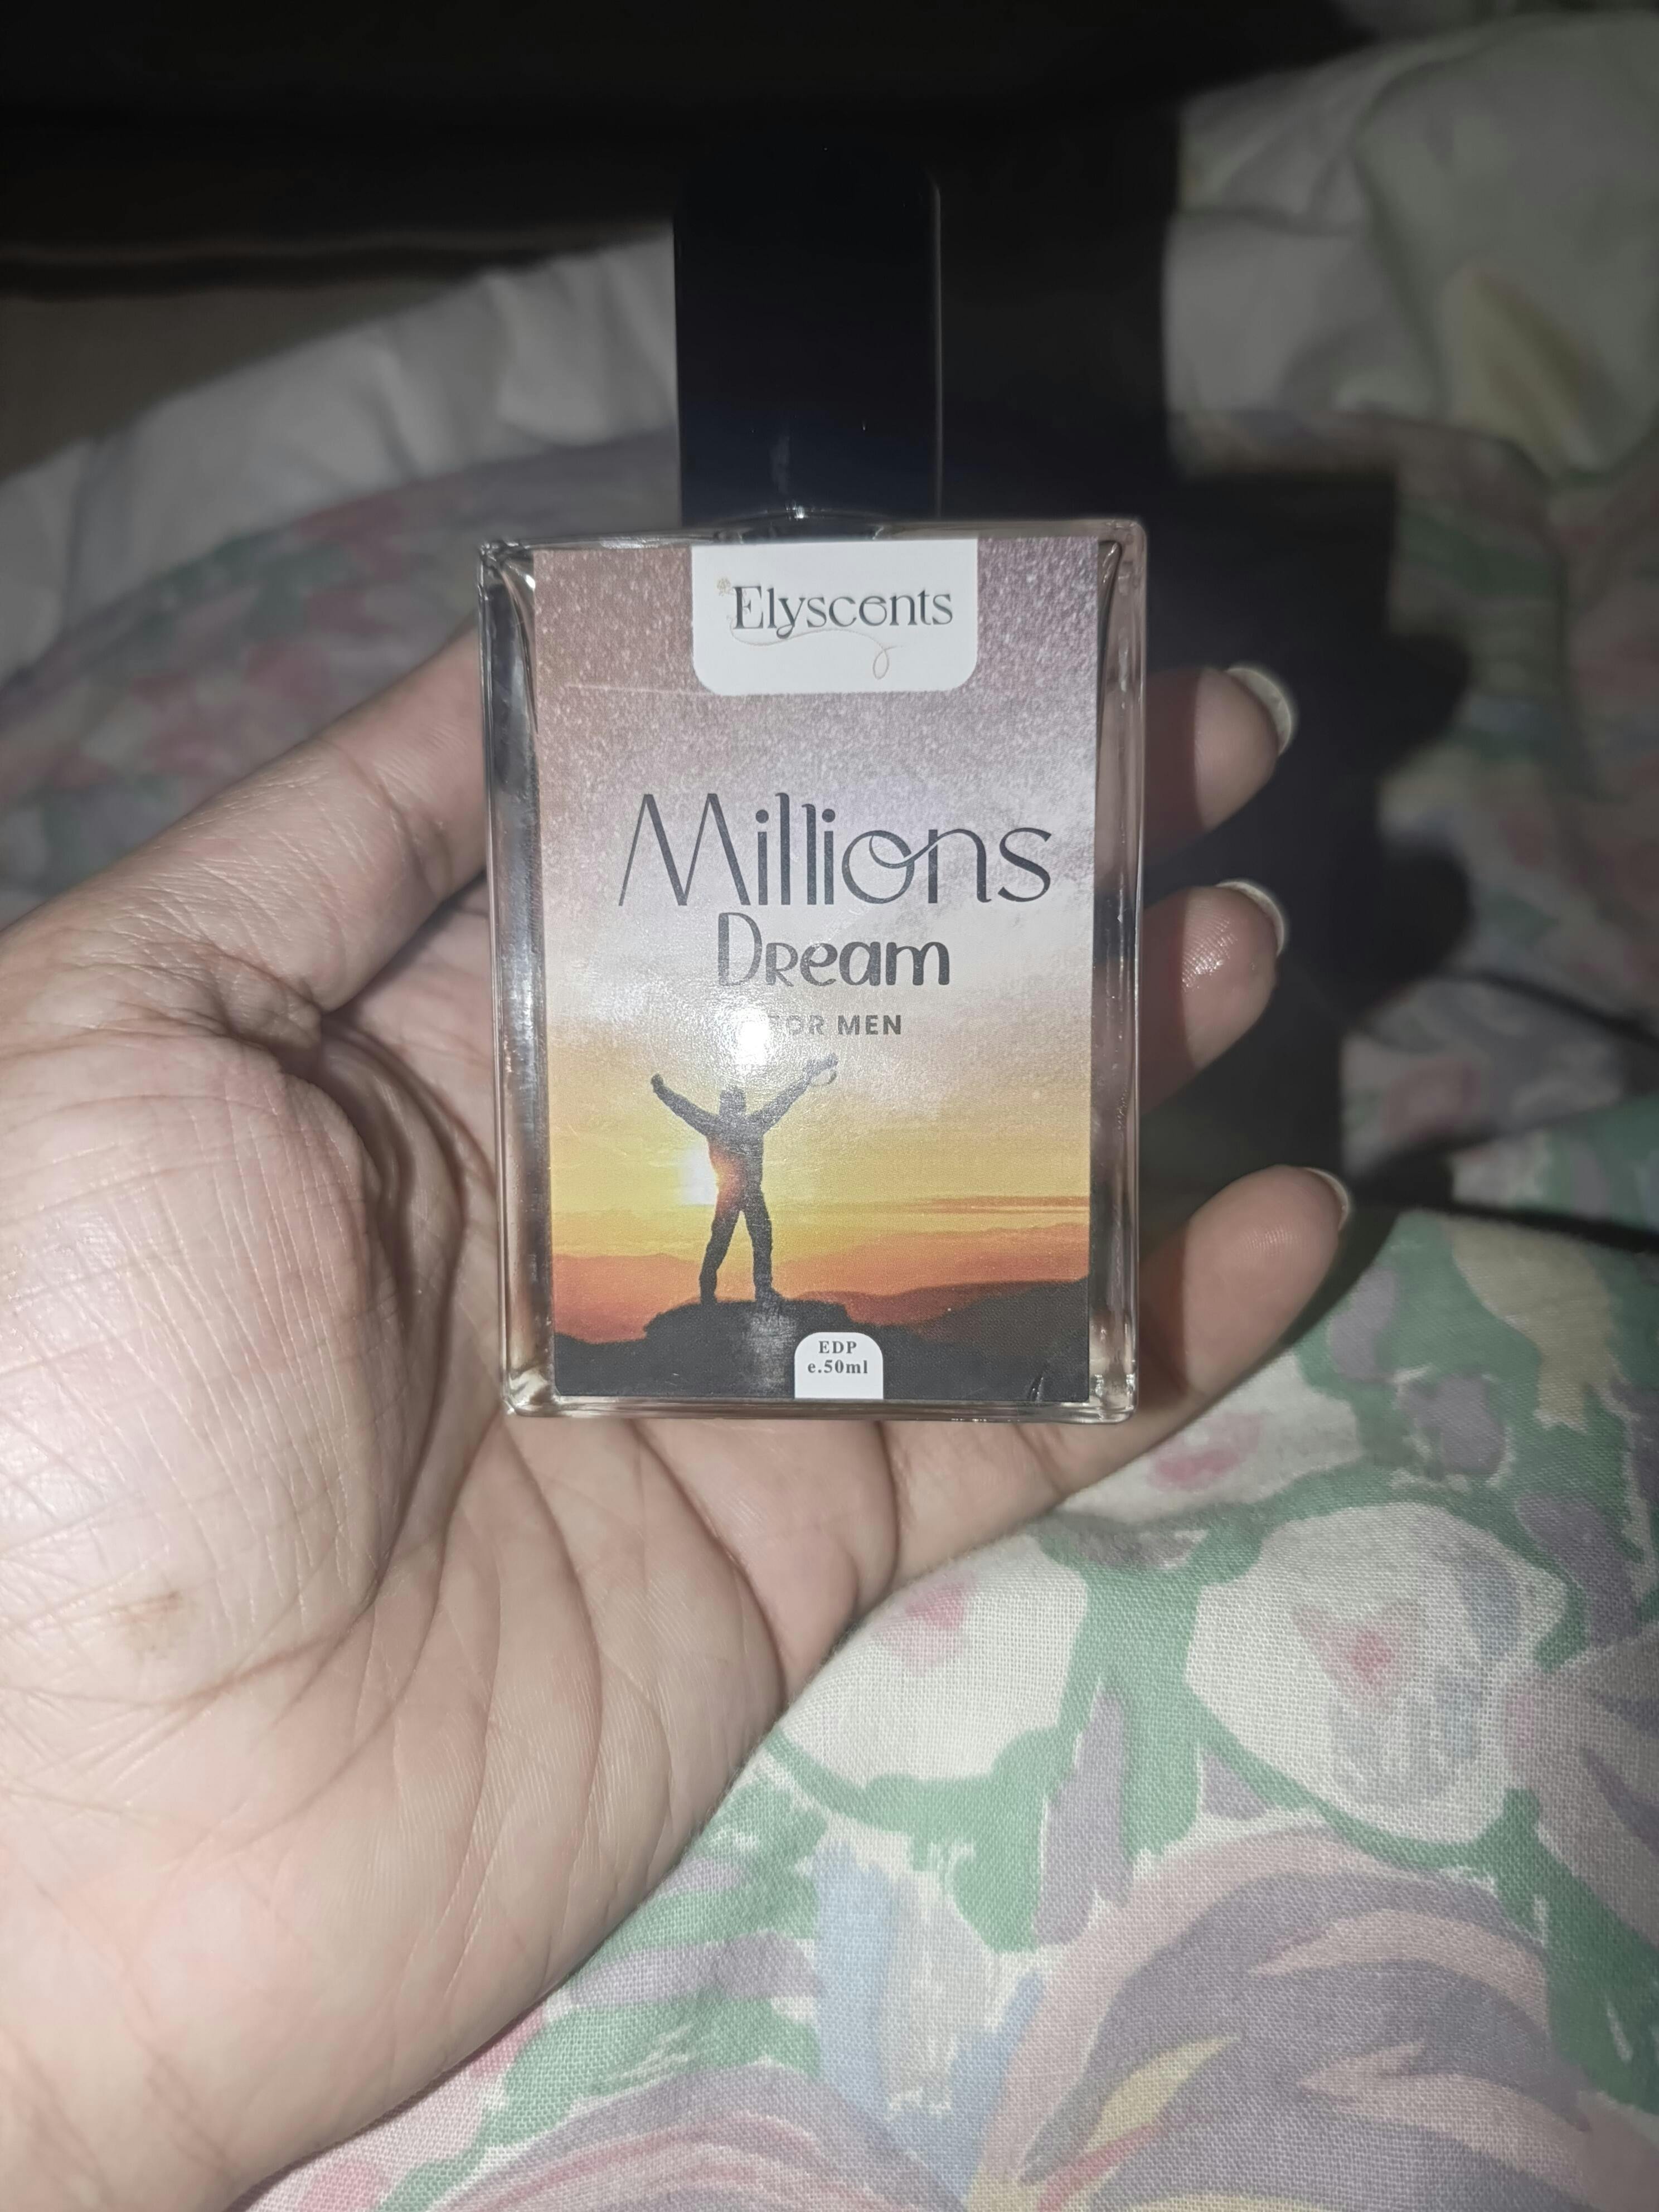 Elyscents
Millions
Dream
FOR MEN
EDP
e.50ml